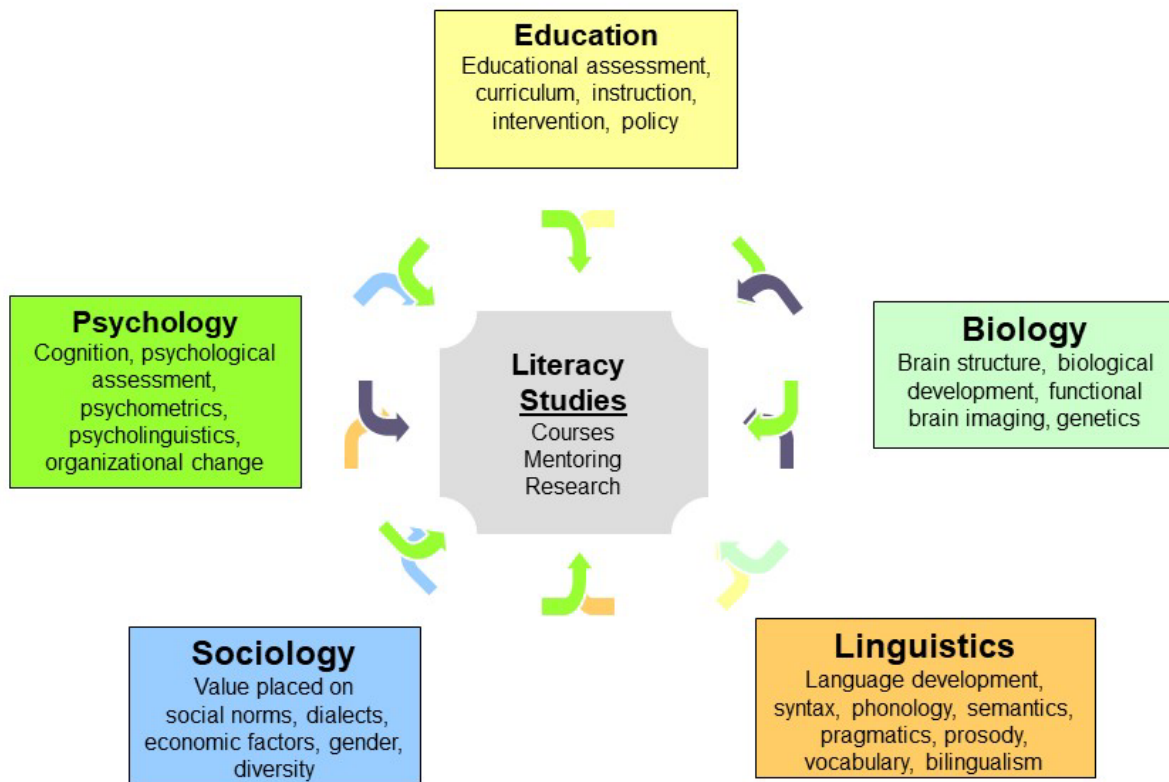 Education
Educational assessment,
curriculum, instruction,
intervention, policy
Psychology
Cognition, psychological
assessment,
psychometrics,
psycholinguistics,
organizational change
Literacy
Studies
Courses
Mentoring
Research
Biology
Brain structure, biological
development, functional
brain imaging, genetics
Sociology
Value placed on
social norms, dialects,
economic factors, gender,
diversity
Linguistics
Language development,
syntax, phonology, semantics,
pragmatics, prosody,
vocabulary, bilingualism